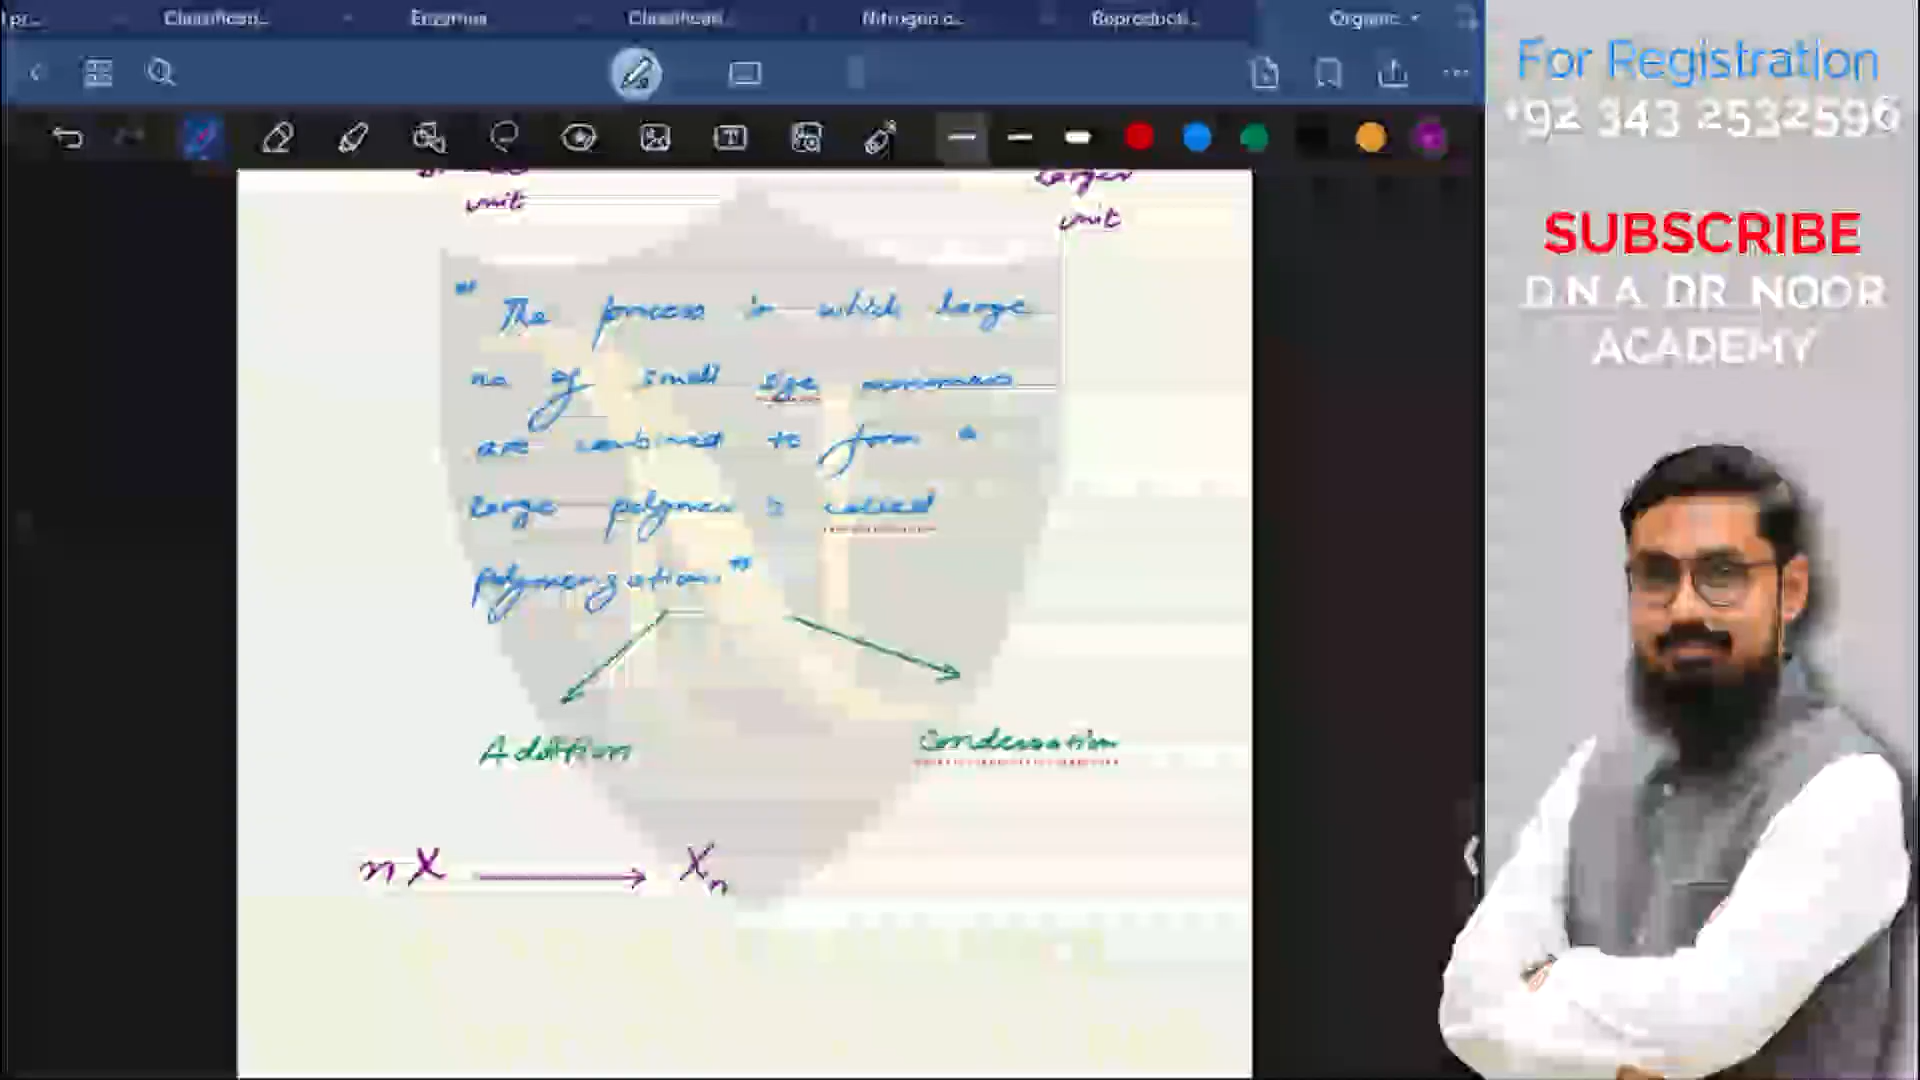 Classificatio...
Enzymes
Classificati...
Nitrogen o...
Reproducti...
Organic
For Registration
+92 343 2532596
SUBSCRIBE
D.N.A DR NOOR
ACADEMY
unit
larger
unit
" The process in which large
no of small size monomers
are combined to form a
large polymer is called
polymerization."
Addition
Condensation
nX → Xn